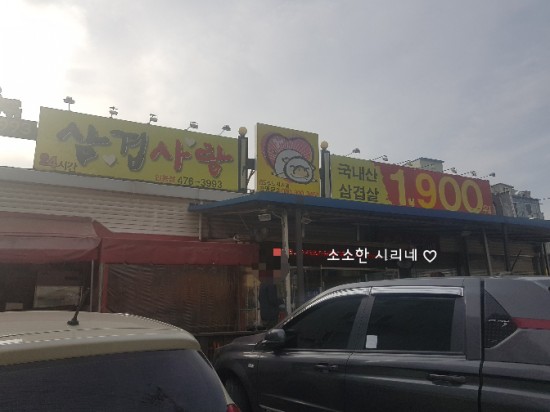 삼겹사랑
478-3993
국내산
삼겹살
1,900
소소한 시리네 ♡